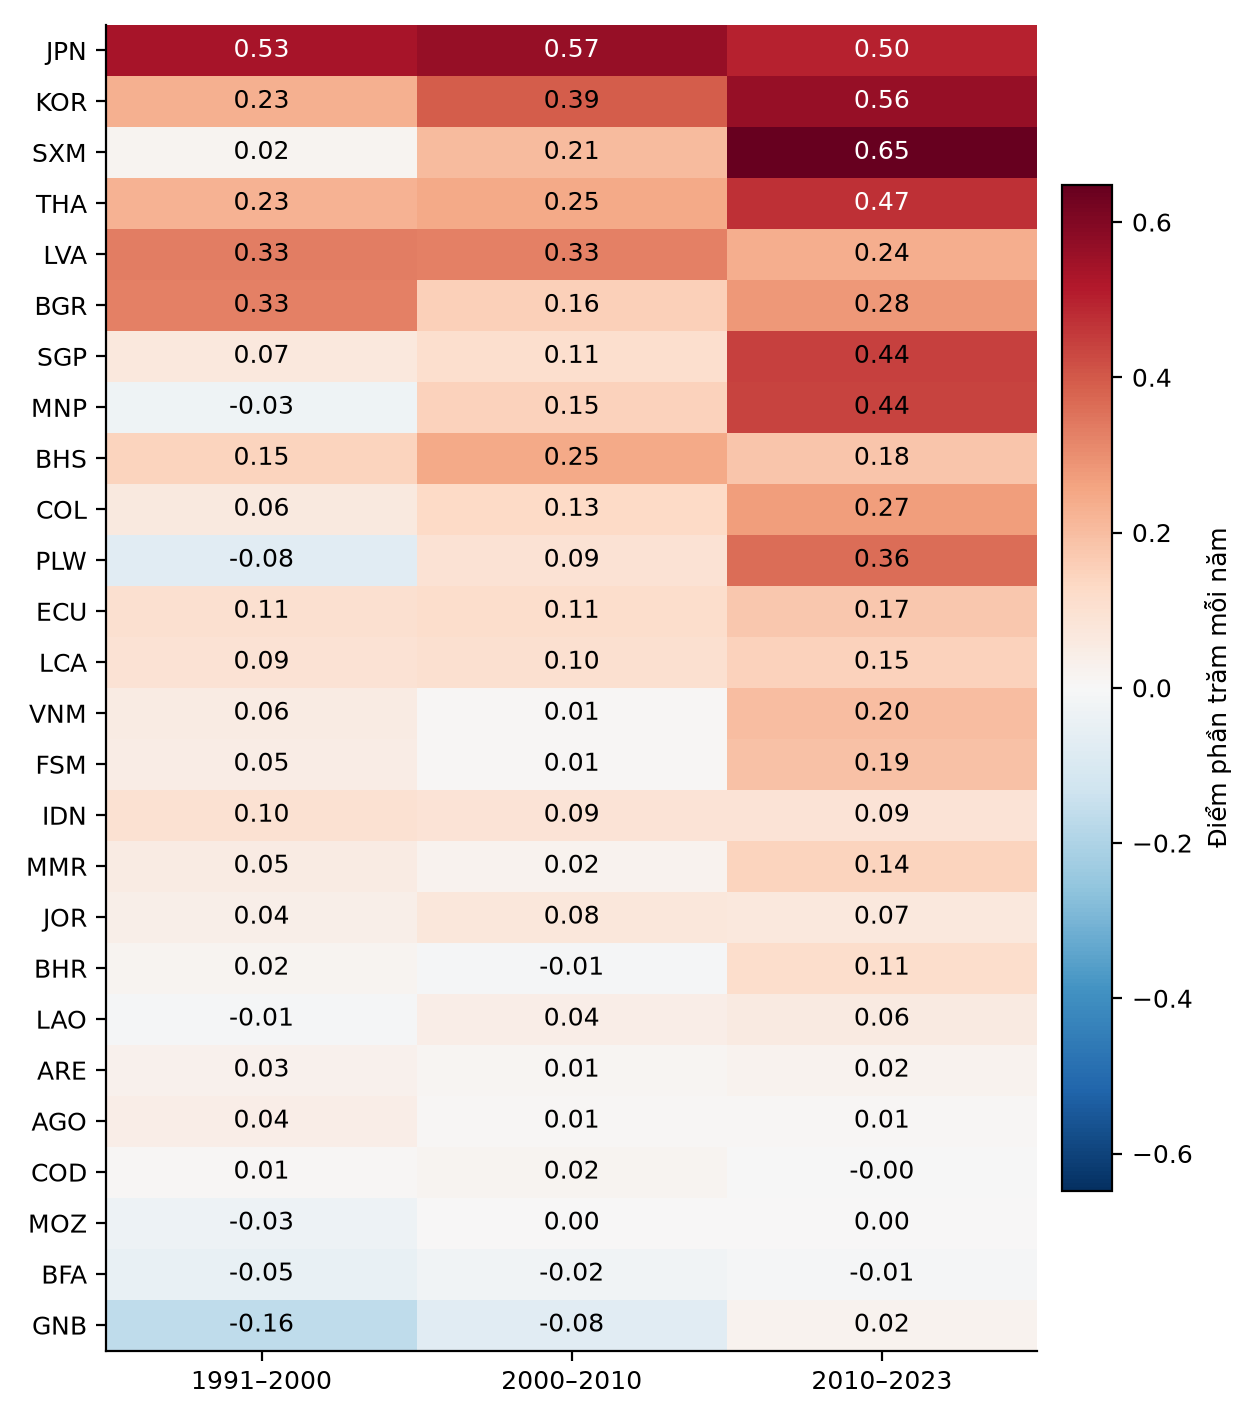 JPN 0.53 0.57 0.50
KOR 0.23 0.39 0.56
SXM 0.02 0.21 0.65
THA 0.23 0.25 0.47
LVA 0.33 0.33 0.24
BGR 0.33 0.16 0.28
SGP 0.07 0.11 0.44
MNP -0.03 0.15 0.44
BHS 0.15 0.25 0.18
COL 0.06 0.13 0.27
PLW -0.08 0.09 0.36
ECU 0.11 0.11 0.17
LCA 0.09 0.10 0.15
VNM 0.06 0.01 0.20
FSM 0.05 0.01 0.19
IDN 0.10 0.09 0.09
MMR 0.05 0.02 0.14
JOR 0.04 0.08 0.07
BHR 0.02 -0.01 0.11
LAO -0.01 0.04 0.06
ARE 0.03 0.01 0.02
AGO 0.04 0.01 0.01
COD 0.01 0.02 -0.00
MOZ -0.03 0.00 0.00
BFA -0.05 -0.02 -0.01
GNB -0.16 -0.08 0.02
1991–2000 2000–2010 2010–2023
0.6
0.4
0.2
0.0
−0.2
−0.4
−0.6
Điểm phần trăm mỗi năm